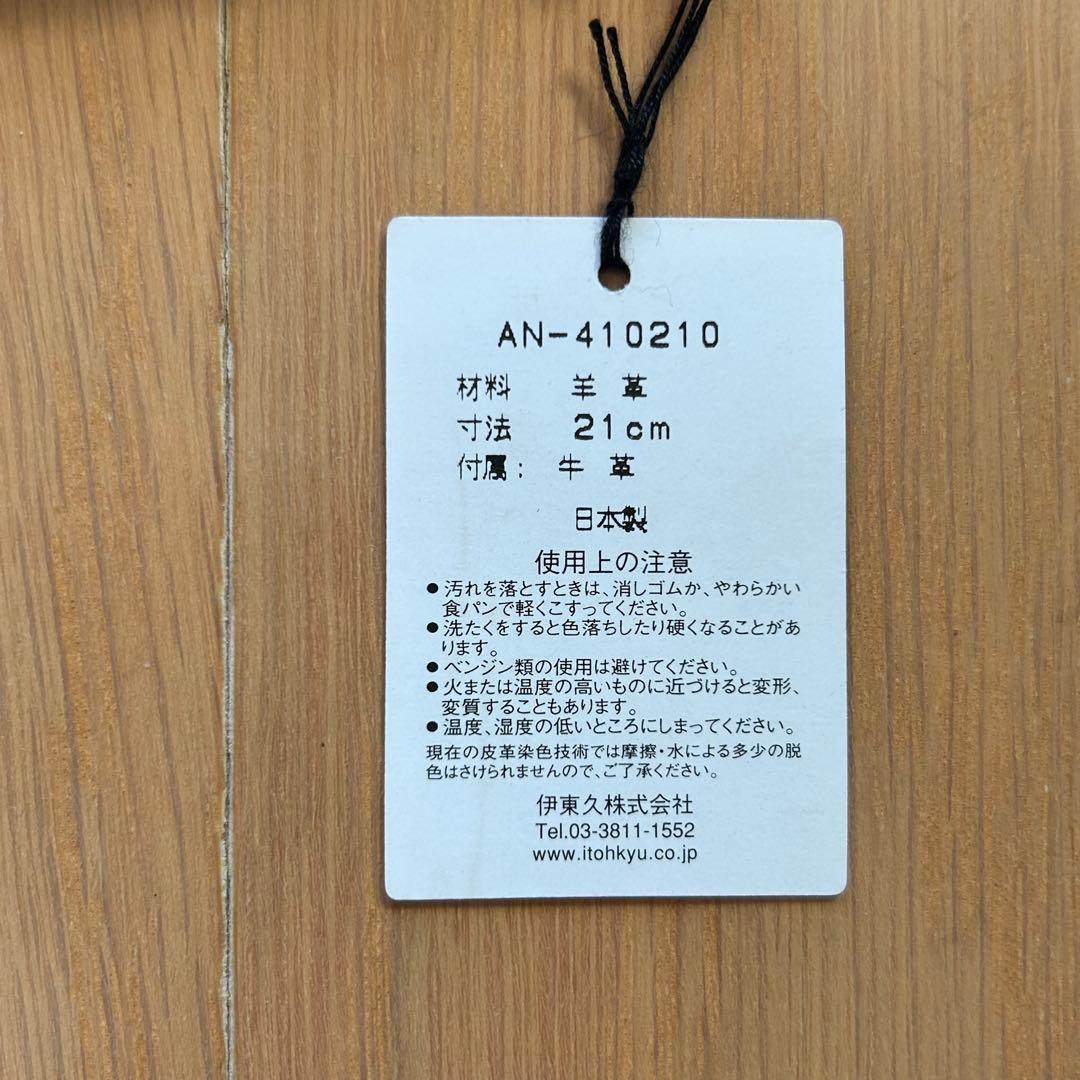 AN-410210
材料 羊革
寸法 21cm
付属: 牛革
日本製
使用上の注意
●汚れを落とすときは、消しゴムか、やわらかい
食パンで軽くこすってください。
●洗たくをすると色落ちしたり硬くなることがあ
ります。
●ベンジン類の使用は避けてください。
●火または温度の高いものに近づけると変形、
変質することもあります。
●温度、湿度の低いところにしまってください。
現在の皮革染色技術では摩擦・水による多少の脱
色はさけられませんので、ご了承ください。
伊東久株式会社
Tel.03-3811-1552
www.itohkyu.co.jp